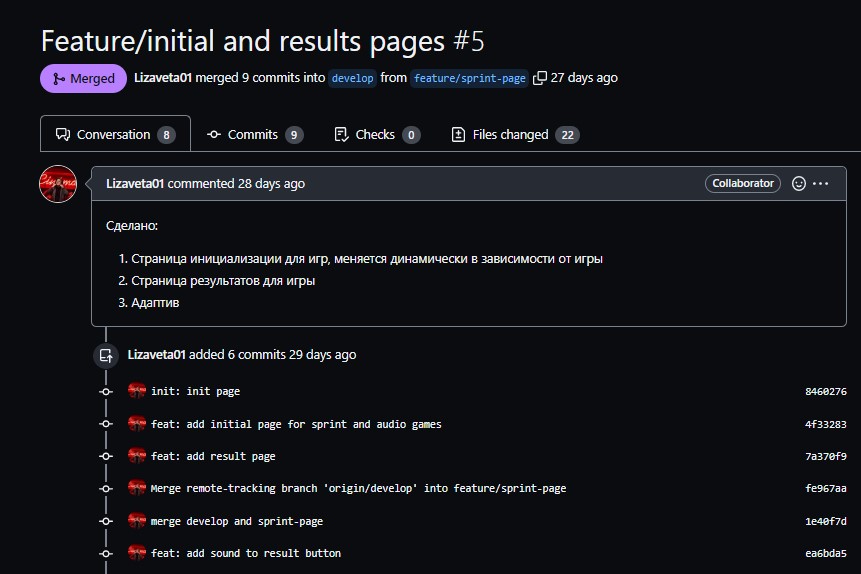 Feature/initial and results pages #5
Merged Lizaveta01 merged 9 commits into develop from feature/sprint-page 27 days ago
Conversation 8 Commits 9 Checks 0 Files changed 22
Lizaveta01 commented 28 days ago Collaborator
Сделано:
1. Страница инициализации для игр, меняется динамически в зависимости от игры
2. Страница результатов для игры
3. Адаптив
Lizaveta01 added 6 commits 29 days ago
init: init page 8460276
feat: add initial page for sprint and audio games 4f33283
feat: add result page 7a370f9
Merge remote-tracking branch 'origin/develop' into feature/sprint-page fe967aa
merge develop and sprint-page 1e40f7d
feat: add sound to result button ea6bda5